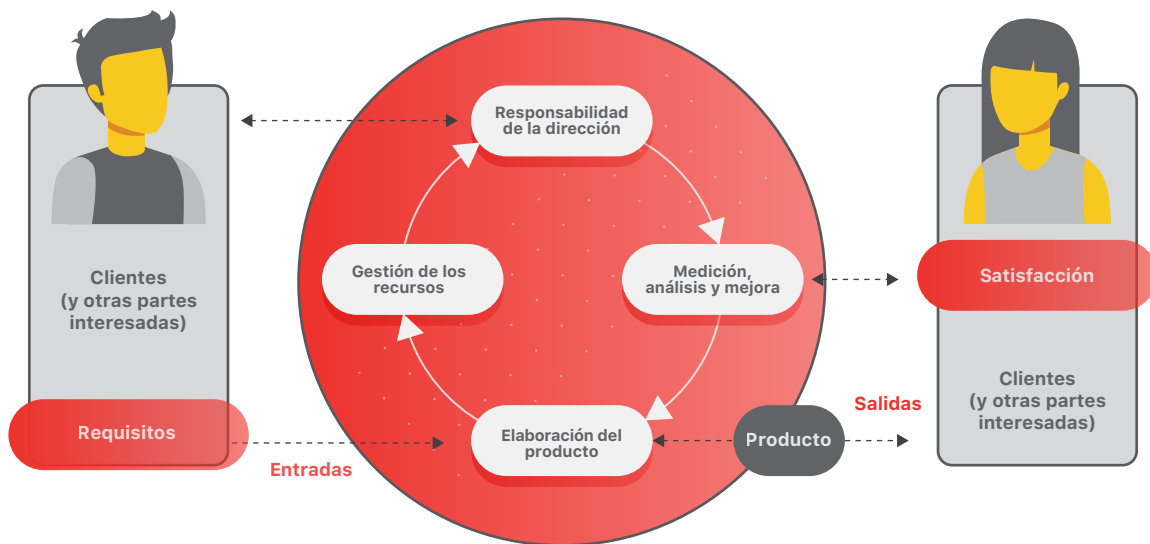 Responsabilidad
de la dirección
Gestión de los
recursos
Medición,
análisis y mejora
Elaboración del
producto
Clientes
(y otras partes
interesadas)
Requisitos
Entradas
Producto
Salidas
Satisfacción
Clientes
(y otras partes
interesadas)